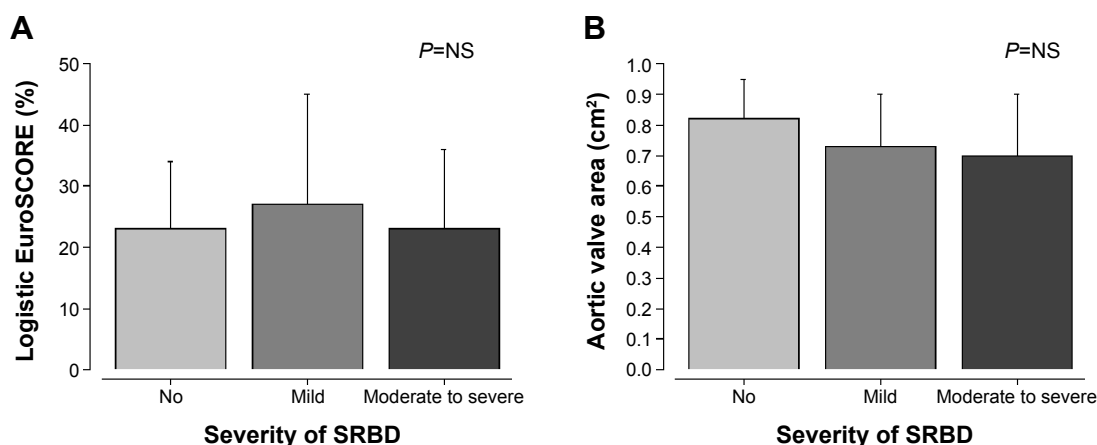 A
P=NS
Logistic EuroSCORE (%)
50
40
30
20
10
0
No Mild Moderate to severe
Severity of SRBD
B
P=NS
Aortic valve area (cm²)
1.0
0.9
0.8
0.7
0.6
0.5
0.4
0.3
0.2
0.1
0.0
No Mild Moderate to severe
Severity of SRBD